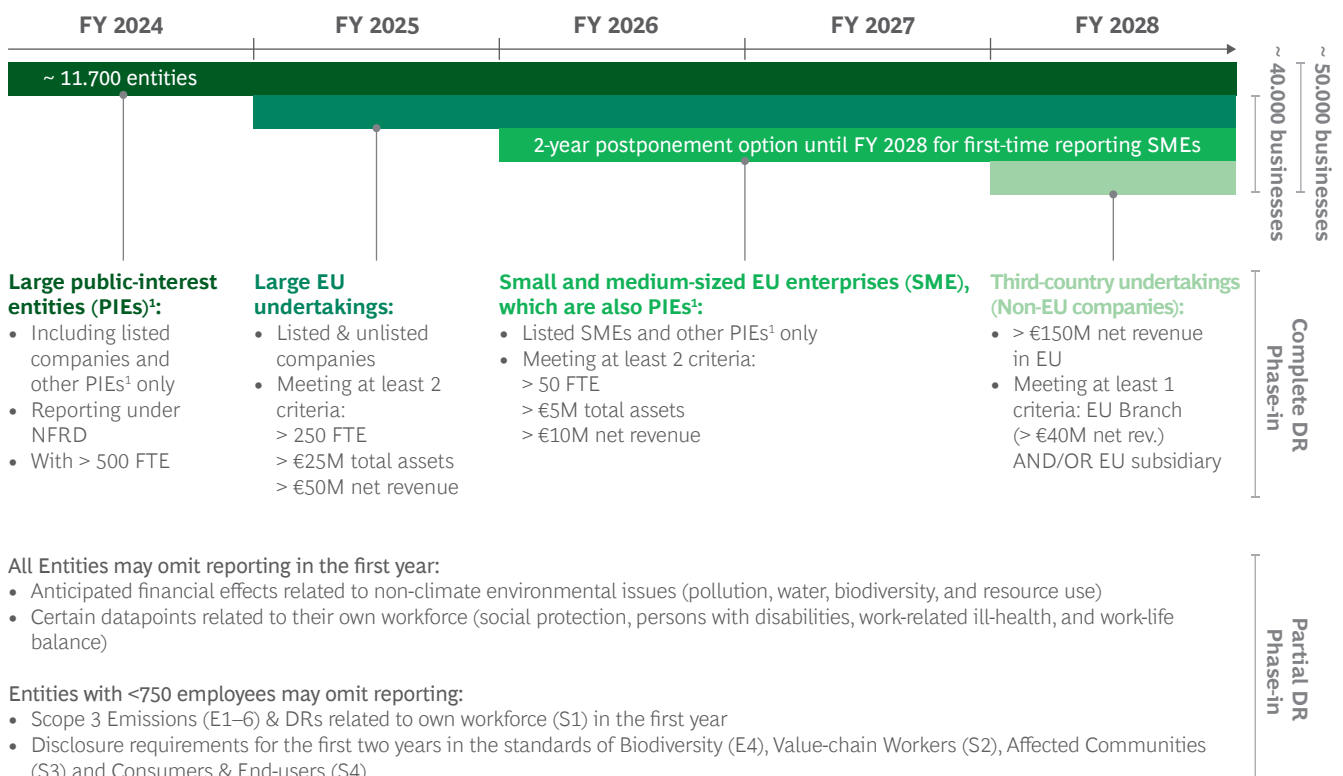 FY 2024
FY 2025
FY 2026
FY 2027
FY 2028
~ 11.700 entities
2-year postponement option until FY 2028 for first-time reporting SMEs
~ 40.000 businesses
~ 50.000 businesses
Large public-interest
entities (PIEs)¹:
• Including listed
companies and
other PIEs¹ only
• Reporting under
NFRD
• With > 500 FTE
Large EU
undertakings:
• Listed & unlisted
companies
• Meeting at least 2
criteria:
> 250 FTE
> €25M total assets
> €50M net revenue
Small and medium-sized EU enterprises (SME),
which are also PIEs¹:
• Listed SMEs and other PIEs¹ only
• Meeting at least 2 criteria:
> 50 FTE
> €5M total assets
> €10M net revenue
Third-country undertakings
(Non-EU companies):
• > €150M net revenue
in EU
• Meeting at least 1
criteria: EU Branch
(> €40M net rev.)
AND/OR EU subsidiary
Complete DR
Phase-in
All Entities may omit reporting in the first year:
• Anticipated financial effects related to non-climate environmental issues (pollution, water, biodiversity, and resource use)
• Certain datapoints related to their own workforce (social protection, persons with disabilities, work-related ill-health, and work-life
balance)
Entities with <750 employees may omit reporting:
• Scope 3 Emissions (E1–6) & DRs related to own workforce (S1) in the first year
• Disclosure requirements for the first two years in the standards of Biodiversity (E4), Value-chain Workers (S2), Affected Communities
(S3) and Consumers & End-users (S4)
Partial DR
Phase-in